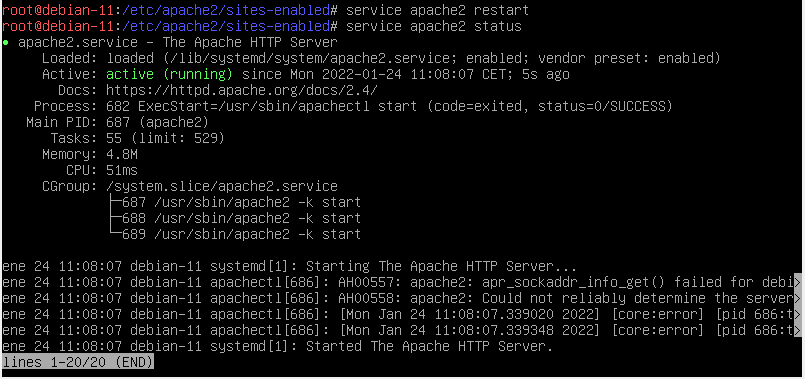 root@debian-11:/etc/apache2/sites-enabled# service apache2 restart
root@debian-11:/etc/apache2/sites-enabled# service apache2 status
● apache2.service - The Apache HTTP Server
     Loaded: loaded (/lib/systemd/system/apache2.service; enabled; vendor preset: enabled)
     Active: active (running) since Mon 2022-01-24 11:08:07 CET; 5s ago
       Docs: https://httpd.apache.org/docs/2.4/
    Process: 682 ExecStart=/usr/sbin/apachectl start (code=exited, status=0/SUCCESS)
   Main PID: 687 (apache2)
      Tasks: 55 (limit: 529)
     Memory: 4.8M
        CPU: 51ms
     CGroup: /system.slice/apache2.service
             ├─687 /usr/sbin/apache2 -k start
             ├─688 /usr/sbin/apache2 -k start
             └─689 /usr/sbin/apache2 -k start
ene 24 11:08:07 debian-11 systemd[1]: Starting The Apache HTTP Server...
ene 24 11:08:07 debian-11 apachectl[686]: AH00557: apache2: apr_sockaddr_info_get() failed for debi>
ene 24 11:08:07 debian-11 apachectl[686]: AH00558: apache2: Could not reliably determine the server>
ene 24 11:08:07 debian-11 apachectl[686]: [Mon Jan 24 11:08:07.339020 2022] [core:error] [pid 686:t>
ene 24 11:08:07 debian-11 apachectl[686]: [Mon Jan 24 11:08:07.339348 2022] [core:error] [pid 686:t>
ene 24 11:08:07 debian-11 systemd[1]: Started The Apache HTTP Server.
lines 1-20/20 (END)